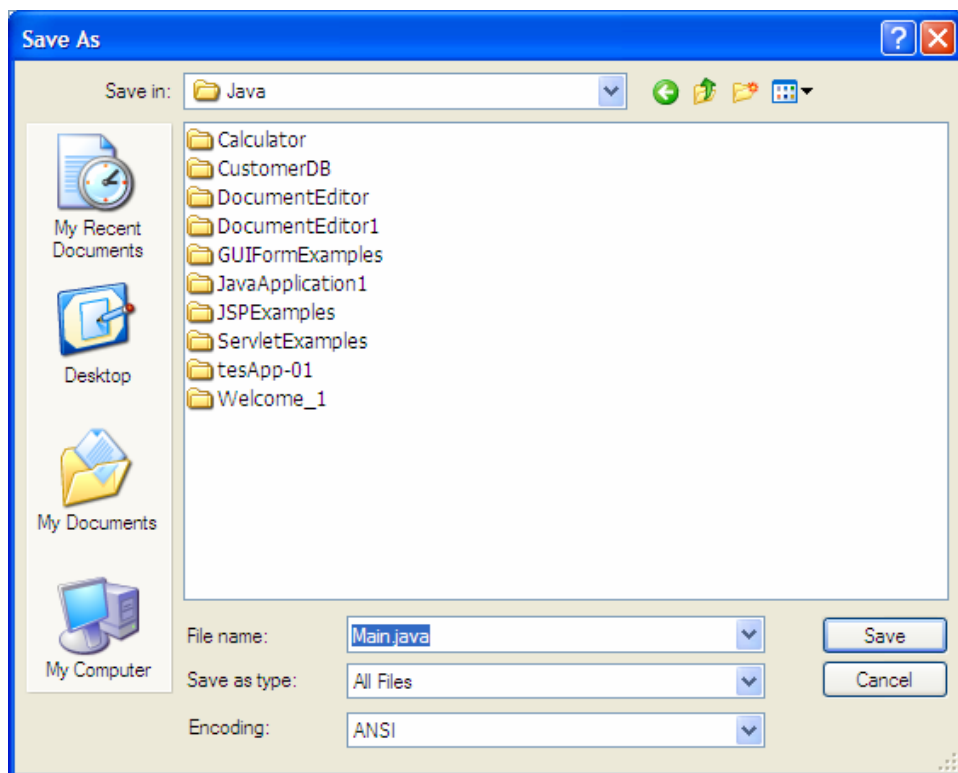 Save As
Save in:
Java
My Recent
Documents
Desktop
My Documents
My Computer
Calculator
CustomerDB
DocumentEditor
DocumentEditor1
GUIFormExamples
JavaApplication1
JSPExamples
ServletExamples
tesApp-01
Welcome_1
File name:
Main.java
Save
Save as type:
All Files
Cancel
Encoding:
ANSI